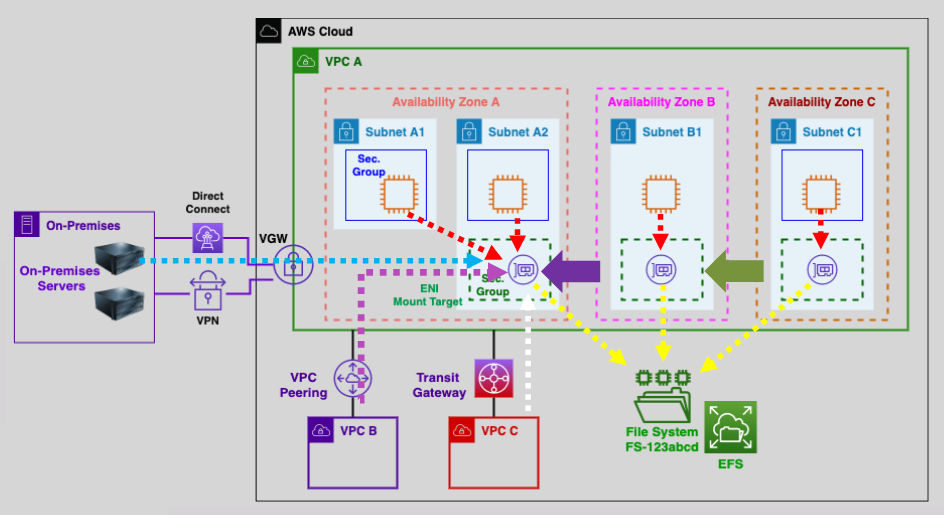 AWS Cloud
VPC A
Availability Zone A
Availability Zone B
Availability Zone C
Subnet A1
Subnet A2
Subnet B1
Subnet C1
Sec.
Group
Direct
Connect
On-Premises
VGW
On-Premises
Servers
Sec.
Group
ENI
Mount Target
VPN
VPC
Peering
Transit
Gateway
VPC B
VPC C
File System
FS-123abcd
EFS